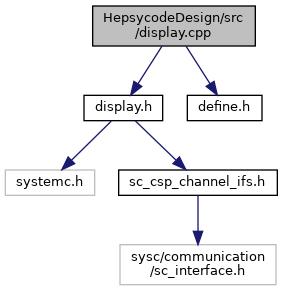 HepsycodeDesign/src
/display.cpp
display.h
define.h
systemc.h
sc_csp_channel_ifs.h
sysc/communication
/sc_interface.h